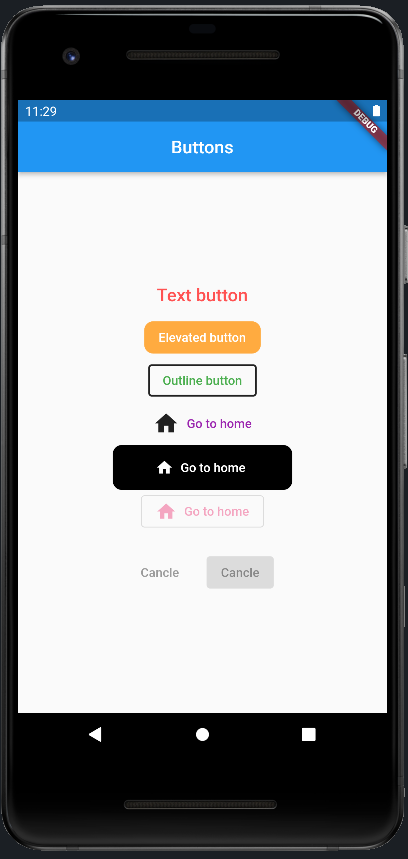 11:29
DEBUG
Buttons
Text button
Elevated button
Outline button
Go to home
Go to home
Go to home
Cancle Cancle